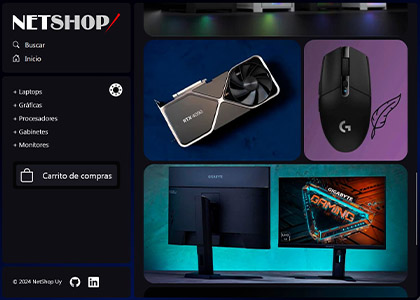 NETSHOP/
Buscar
Inicio
+ Laptops
+ Gráficas
+ Procesadores
+ Gabinetes
+ Monitores
Carrito de compras
© 2024 NetShop Uy
RTX 4090
G
GIGABYTE
GIGABYTE
GAMING